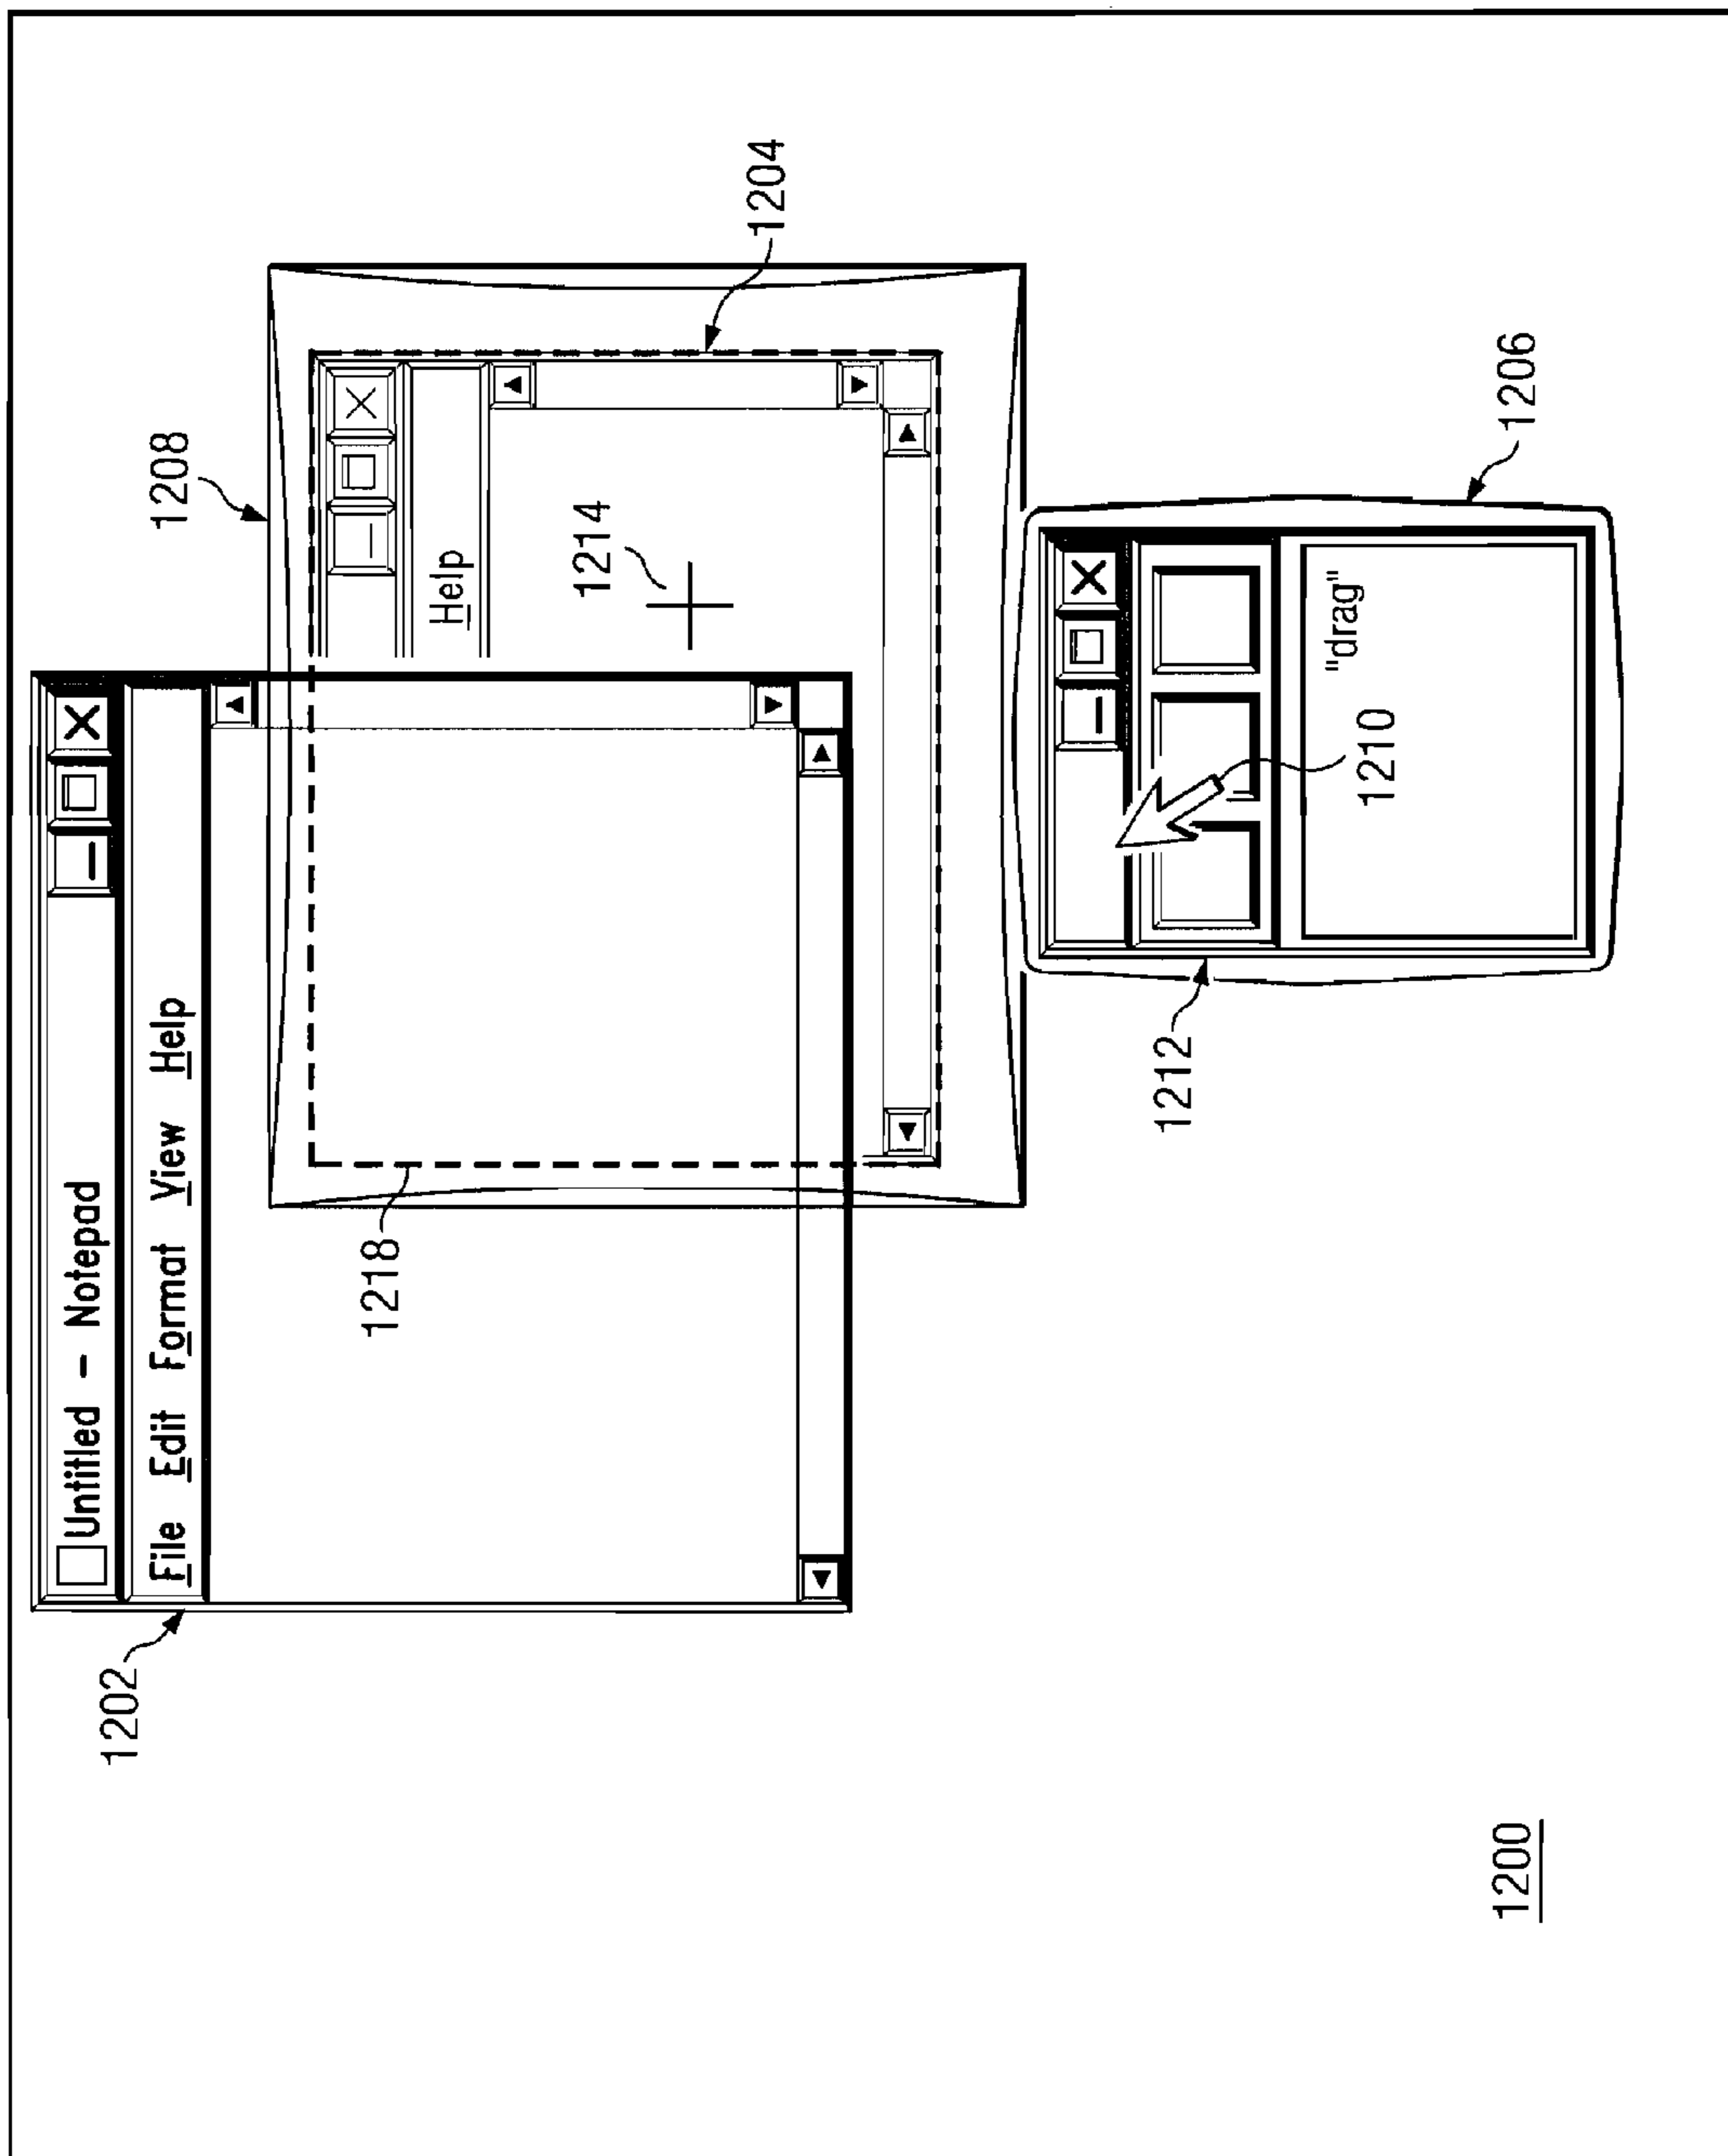 1202
Untitled - Notepad
File Edit Format View Help
1208
Help
1214
1204
1218
1212
"drag"
1210
1206
1200